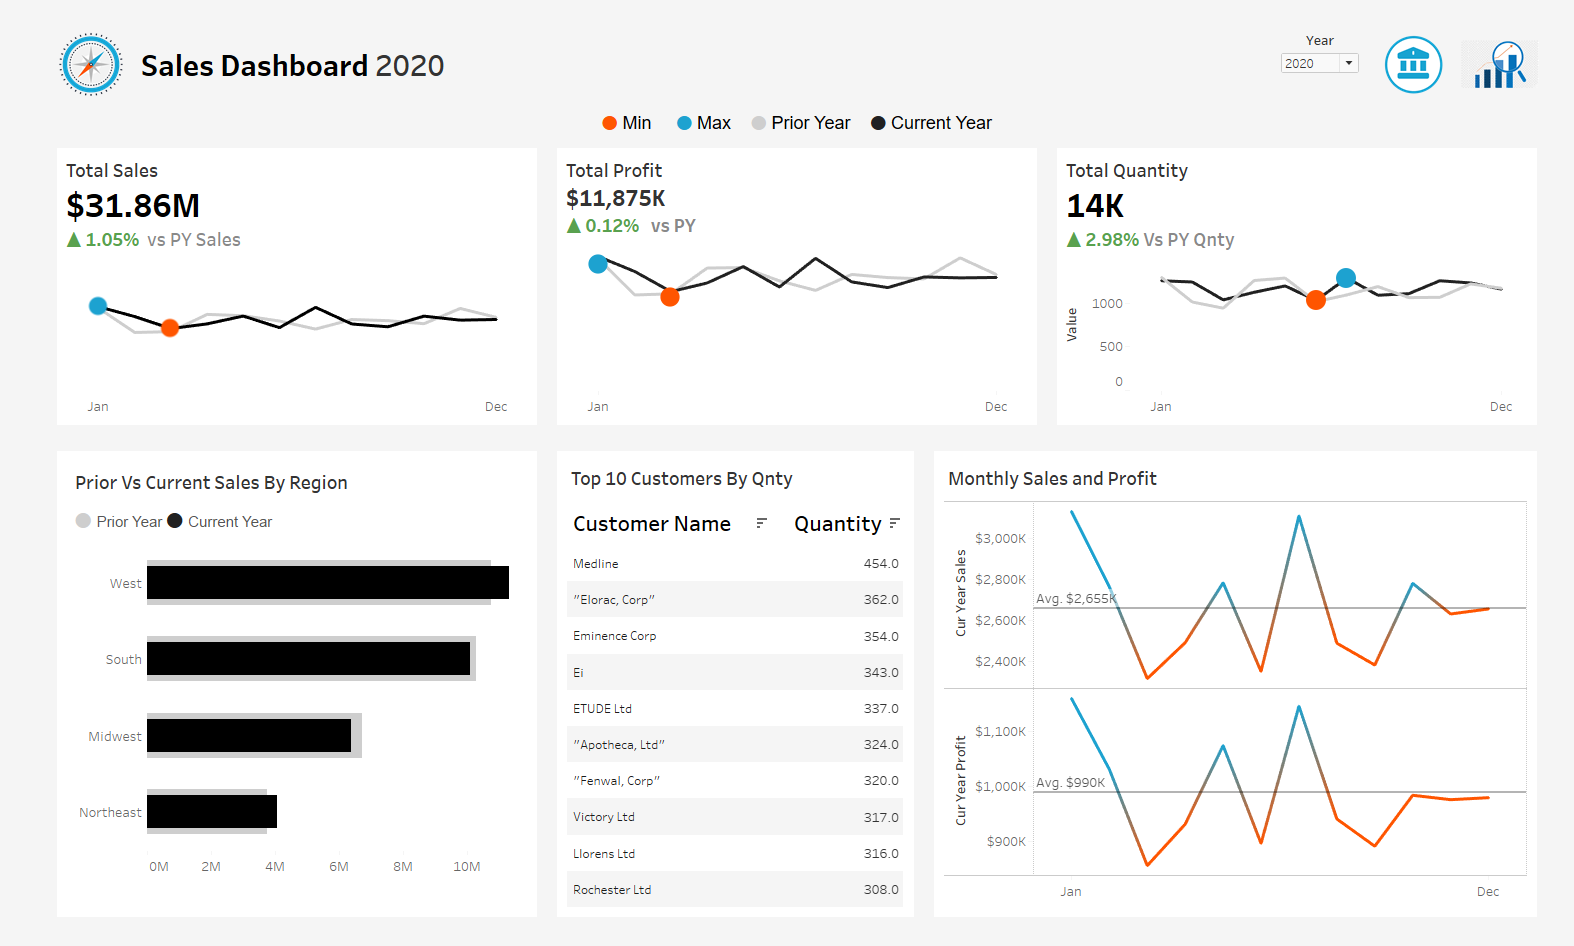 Sales Dashboard 2020
Year
2020
Min Max Prior Year Current Year
Total Sales
$31.86M
▲ 1.05% vs PY Sales
Jan Dec
Total Profit
$11,875K
▲ 0.12% vs PY
Jan Dec
Total Quantity
14K
▲ 2.98% Vs PY Qnty
Value
1000
500
0
Jan Dec
Prior Vs Current Sales By Region
Prior Year Current Year
West
South
Midwest
Northeast
0M 2M 4M 6M 8M 10M
Top 10 Customers By Qnty
Customer Name Quantity
Medline 454.0
"Elorac, Corp" 362.0
Eminence Corp 354.0
Ei 343.0
ETUDE Ltd 337.0
"Apotheca, Ltd" 324.0
"Fenwal, Corp" 320.0
Victory Ltd 317.0
Llorens Ltd 316.0
Rochester Ltd 308.0
Monthly Sales and Profit
Cur Year Sales
$3,000K
$2,800K
$2,600K
$2,400K
Avg. $2,655K
Cur Year Profit
$1,100K
$1,000K
$900K
Avg. $990K
Jan Dec